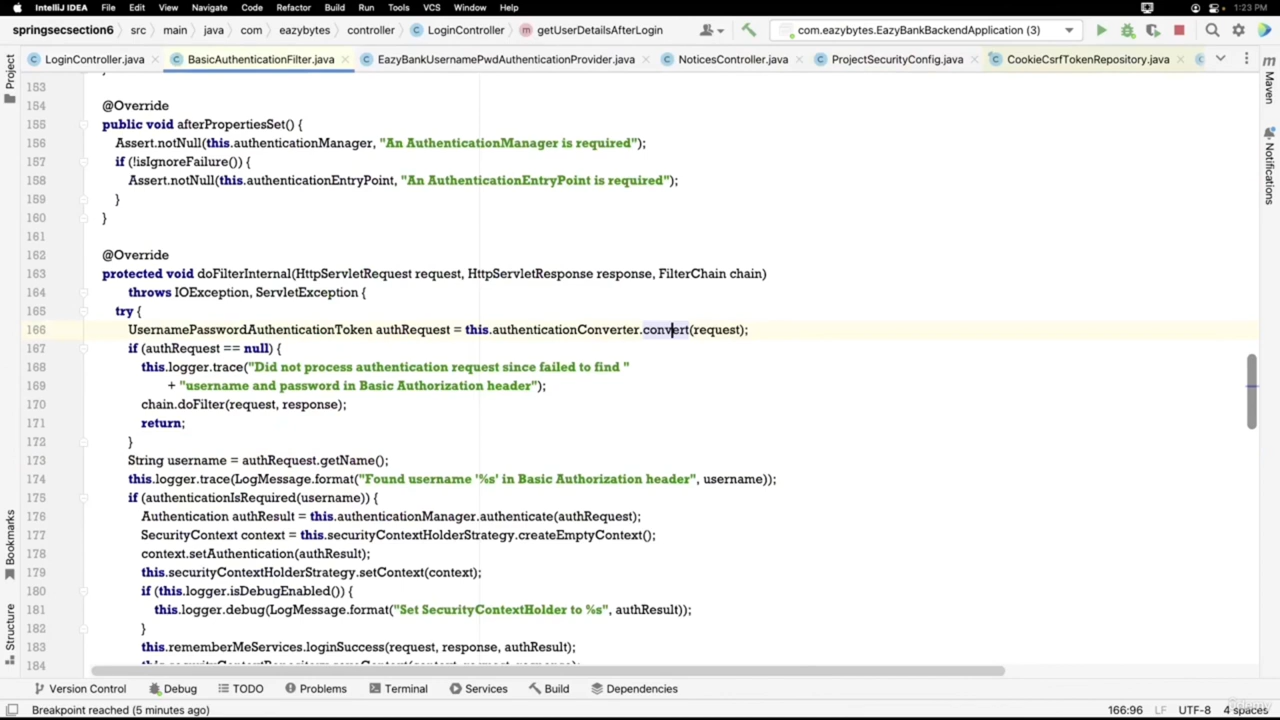 IntelliJ IDEA File Edit View Navigate Code Refactor Build Run Tools VCS Window Help 1:23 PM
springsecsection6 src main java com eazybytes controller LoginController getUserDetailsAfterLogin com.eazybytes.EazyBankBackendApplication (3)
LoginController.java BasicAuthenticationFilter.java EazyBankUsernamePwdAuthenticationProvider.java NoticesController.java ProjectSecurityConfig.java CookieCsrfTokenRepository.java
Project
Bookmarks
Structure
Maven
Notifications
153
154 @Override
155 public void afterPropertiesSet() {
156 Assert.notNull(this.authenticationManager, "An AuthenticationManager is required");
157 if (!isIgnoreFailure()) {
158 Assert.notNull(this.authenticationEntryPoint, "An AuthenticationEntryPoint is required");
159 }
160 }
161
162 @Override
163 protected void doFilterInternal(HttpServletRequest request, HttpServletResponse response, FilterChain chain)
164 throws IOException, ServletException {
165 try {
166 UsernamePasswordAuthenticationToken authRequest = this.authenticationConverter.convert(request);
167 if (authRequest == null) {
168 this.logger.trace("Did not process authentication request since failed to find "
169 + "username and password in Basic Authorization header");
170 chain.doFilter(request, response);
171 return;
172 }
173 String username = authRequest.getName();
174 this.logger.trace(LogMessage.format("Found username '%s' in Basic Authorization header", username));
175 if (authenticationIsRequired(username)) {
176 Authentication authResult = this.authenticationManager.authenticate(authRequest);
177 SecurityContext context = this.securityContextHolderStrategy.createEmptyContext();
178 context.setAuthentication(authResult);
179 this.securityContextHolderStrategy.setContext(context);
180 if (this.logger.isDebugEnabled()) {
181 this.logger.debug(LogMessage.format("Set SecurityContextHolder to %s", authResult));
182 }
183 this.rememberMeServices.loginSuccess(request, response, authResult);
184
Version Control Debug TODO Problems Terminal Services Build Dependencies
Breakpoint reached (5 minutes ago) 166:96 LF UTF-8 4 spaces